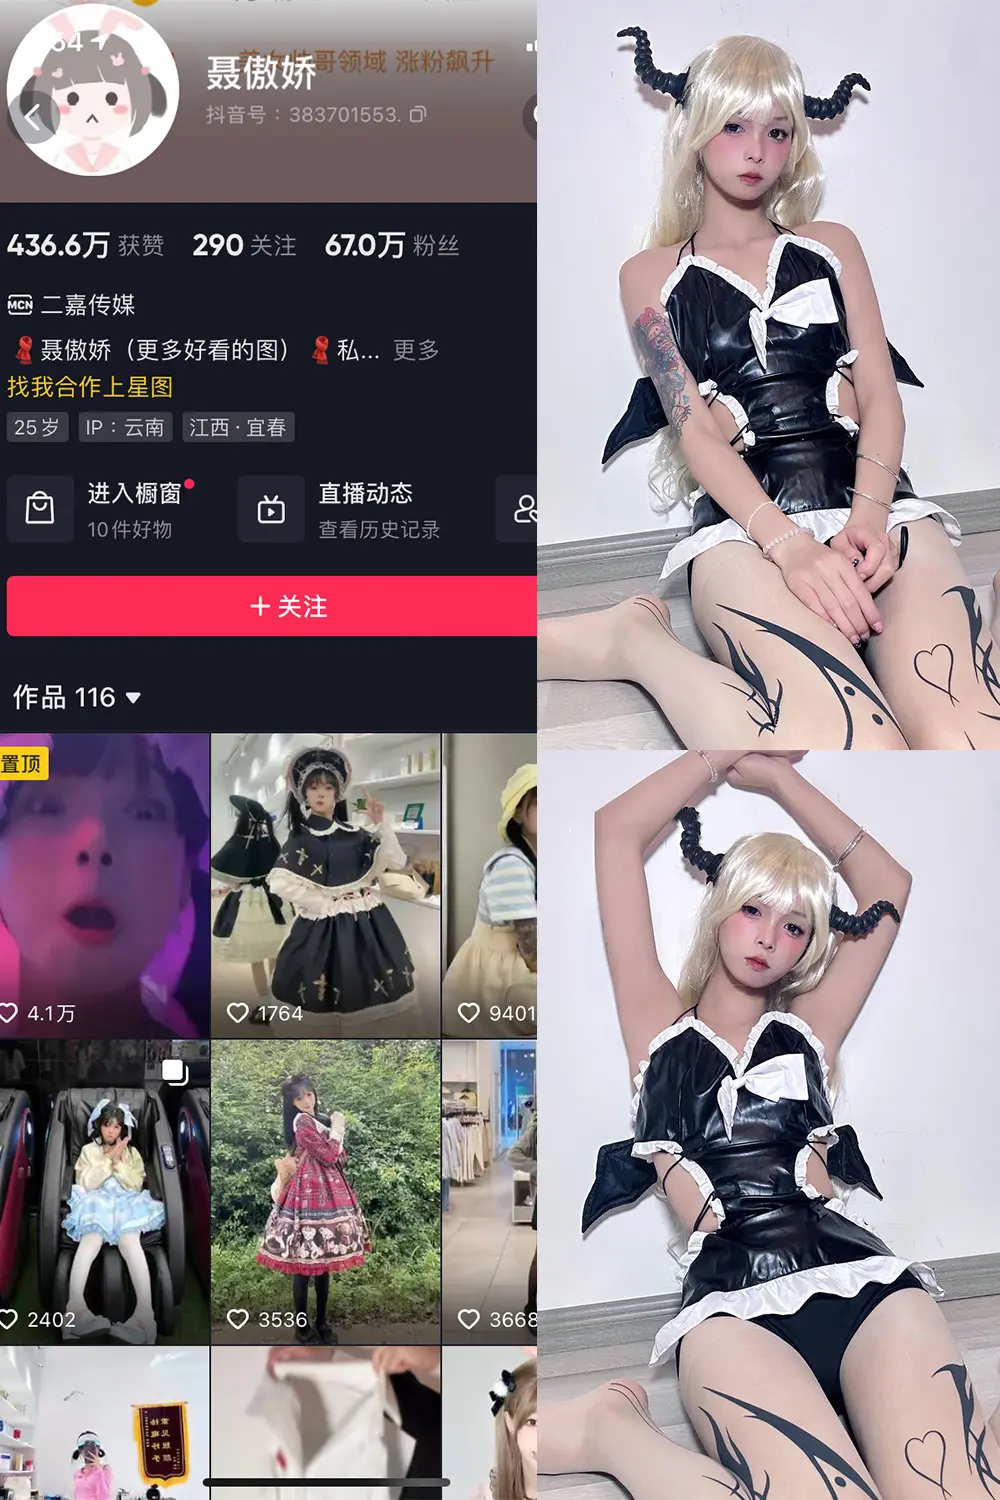 哥领域 涨粉飙升
聂傲娇
抖音号：383701553.
436.6万 获赞 290 关注 67.0万 粉丝
MCN 二嘉传媒
聂傲娇（更多好看的图） 私... 更多
找我合作上星图
25岁 IP：云南 江西·宜春
进入橱窗
10件好物
直播动态
查看历史记录
+ 关注
作品 116
置顶
4.1万
1764
9401
2402
3536
3668